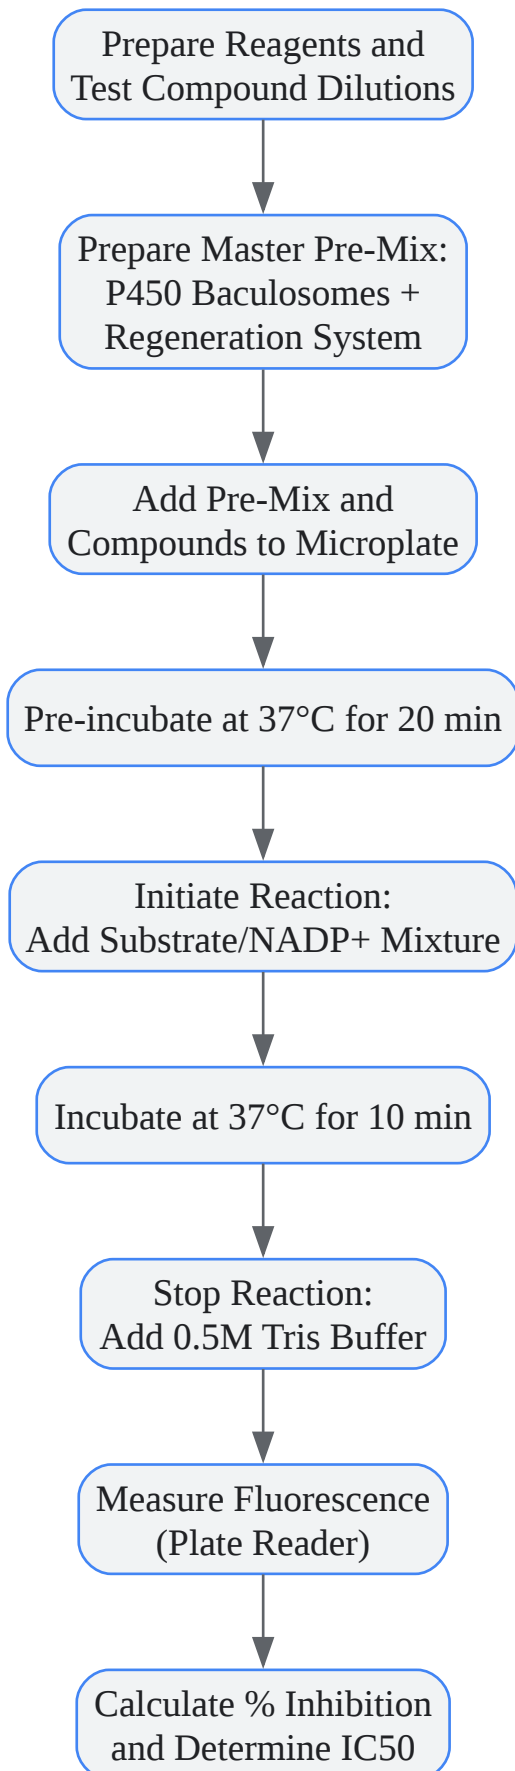 Prepare Reagents and
Test Compound Dilutions
Prepare Master Pre-Mix:
P450 Baculosomes +
Regeneration System
Add Pre-Mix and
Compounds to Microplate
Pre-incubate at 37°C for 20 min
Initiate Reaction:
Add Substrate/NADP+ Mixture
Incubate at 37°C for 10 min
Stop Reaction:
Add 0.5M Tris Buffer
Measure Fluorescence
(Plate Reader)
Calculate % Inhibition
and Determine IC50